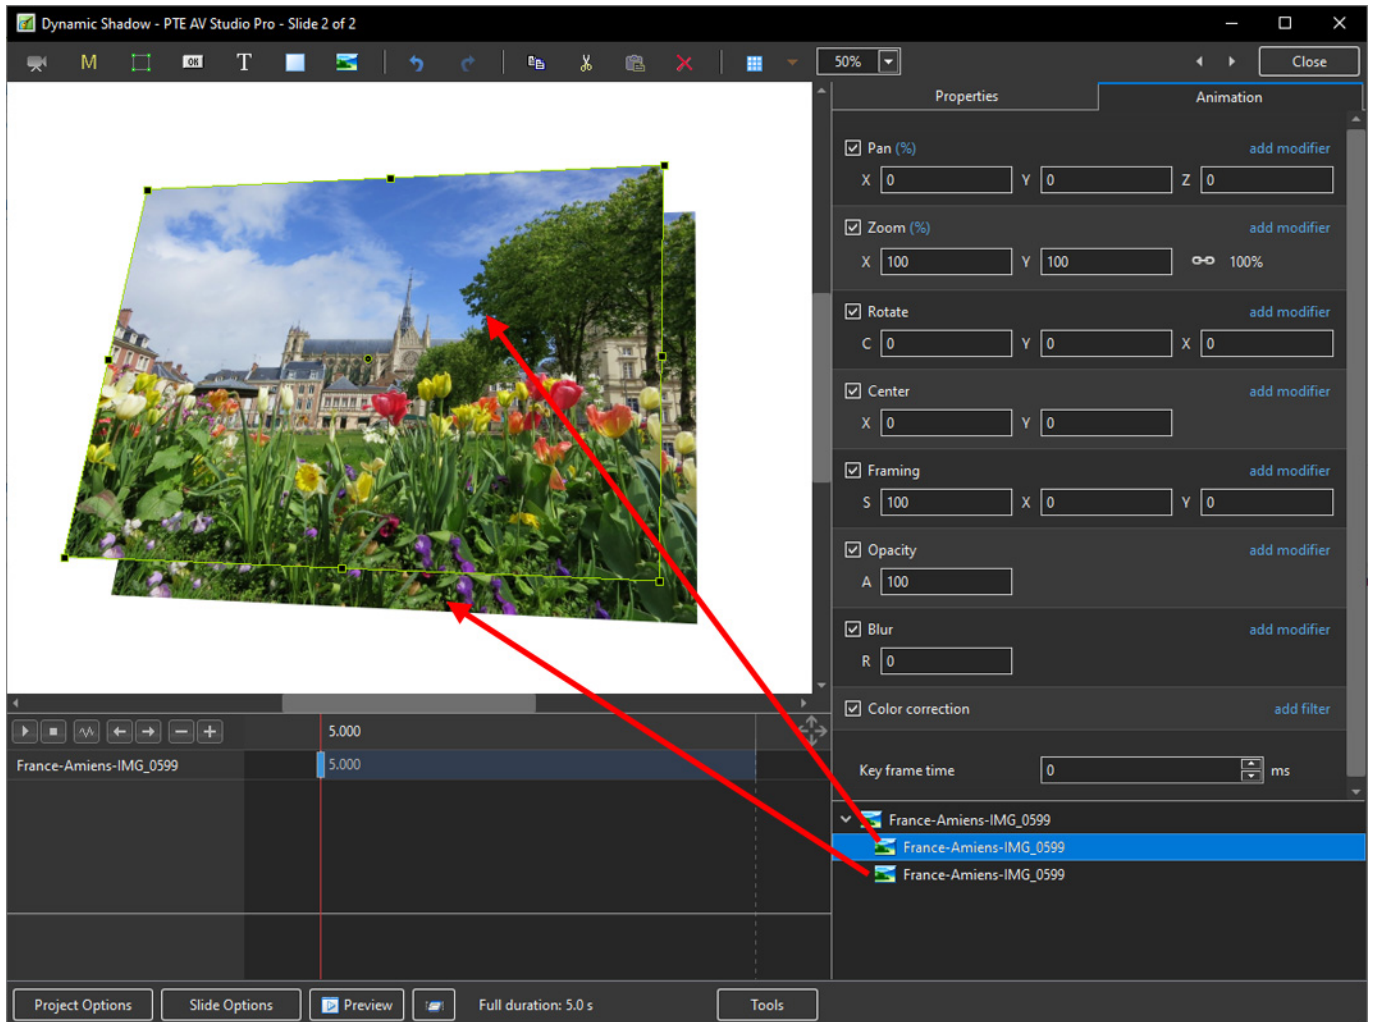 Dynamic Shadow - PTE AV Studio Pro - Slide 2 of 2
M OK T 50% Close
Properties Animation
Pan (%) add modifier
X 0 Y 0 Z 0
Zoom (%) add modifier
X 100 Y 100 100%
Rotate add modifier
C 0 Y 0 X 0
Center add modifier
X 0 Y 0
Framing add modifier
S 100 X 0 Y 0
Opacity add modifier
A 100
Blur add modifier
R 0
Color correction add filter
Key frame time 0 ms
5.000
France-Amiens-IMG_0599 5.000
France-Amiens-IMG_0599
France-Amiens-IMG_0599
France-Amiens-IMG_0599
Project Options Slide Options Preview Full duration: 5.0 s Tools